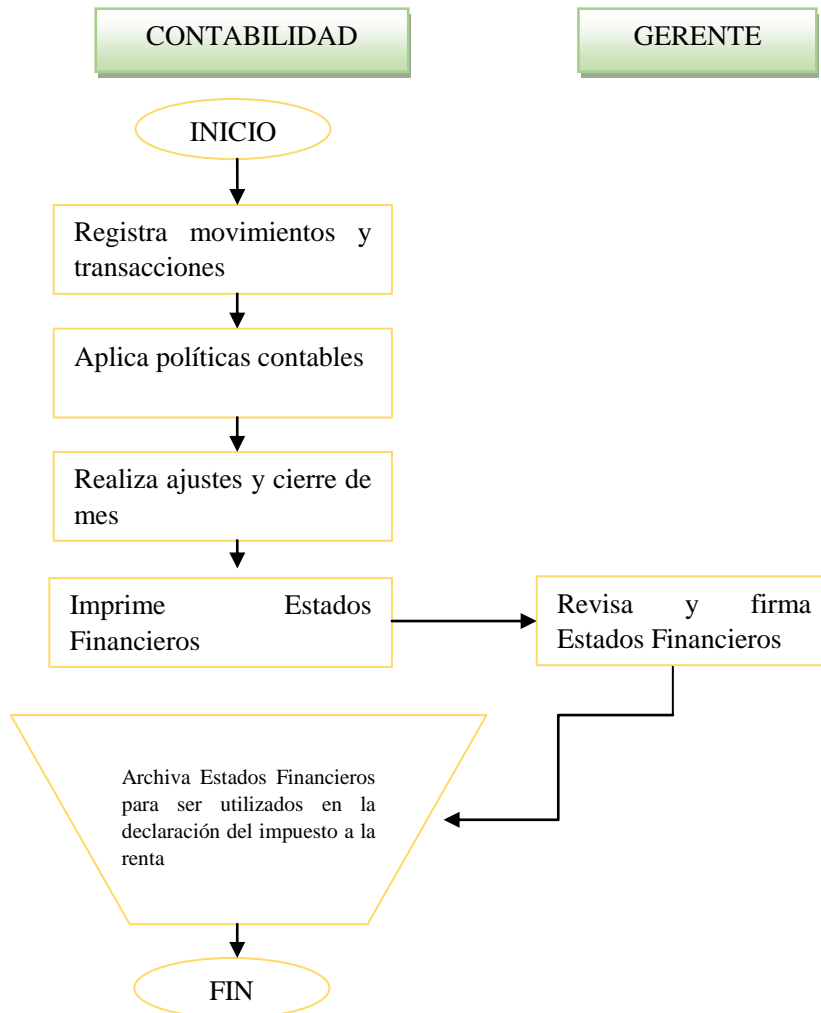 CONTABILIDAD
GERENTE
INICIO
Registra movimientos y
transacciones
Aplica políticas contables
Realiza ajustes y cierre de
mes
Imprime Estados
Financieros
Revisa y firma
Estados Financieros
Archiva Estados Financieros
para ser utilizados en la
declaración del impuesto a la
renta
FIN